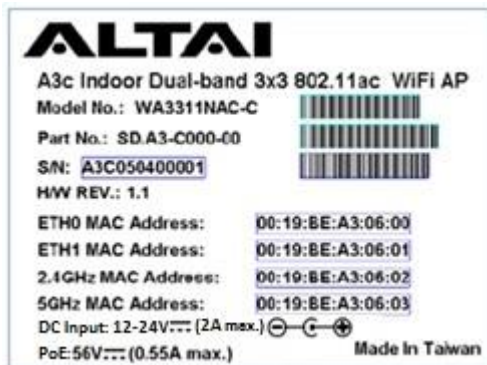 ALTAI
A3c Indoor Dual-band 3x3 802.11ac WiFi AP
Model No.: WA3311NAC-C
Part No.: SD.A3-C000-00
S/N: A3C050400001
H/W REV.: 1.1
ETH0 MAC Address: 00:19:BE:A3:06:00
ETH1 MAC Address: 00:19:BE:A3:06:01
2.4GHz MAC Address: 00:19:BE:A3:06:02
5GHz MAC Address: 00:19:BE:A3:06:03
DC Input: 12-24V⎓ (2A max.)
PoE:56V⎓(0.55A max.)
Made In Taiwan